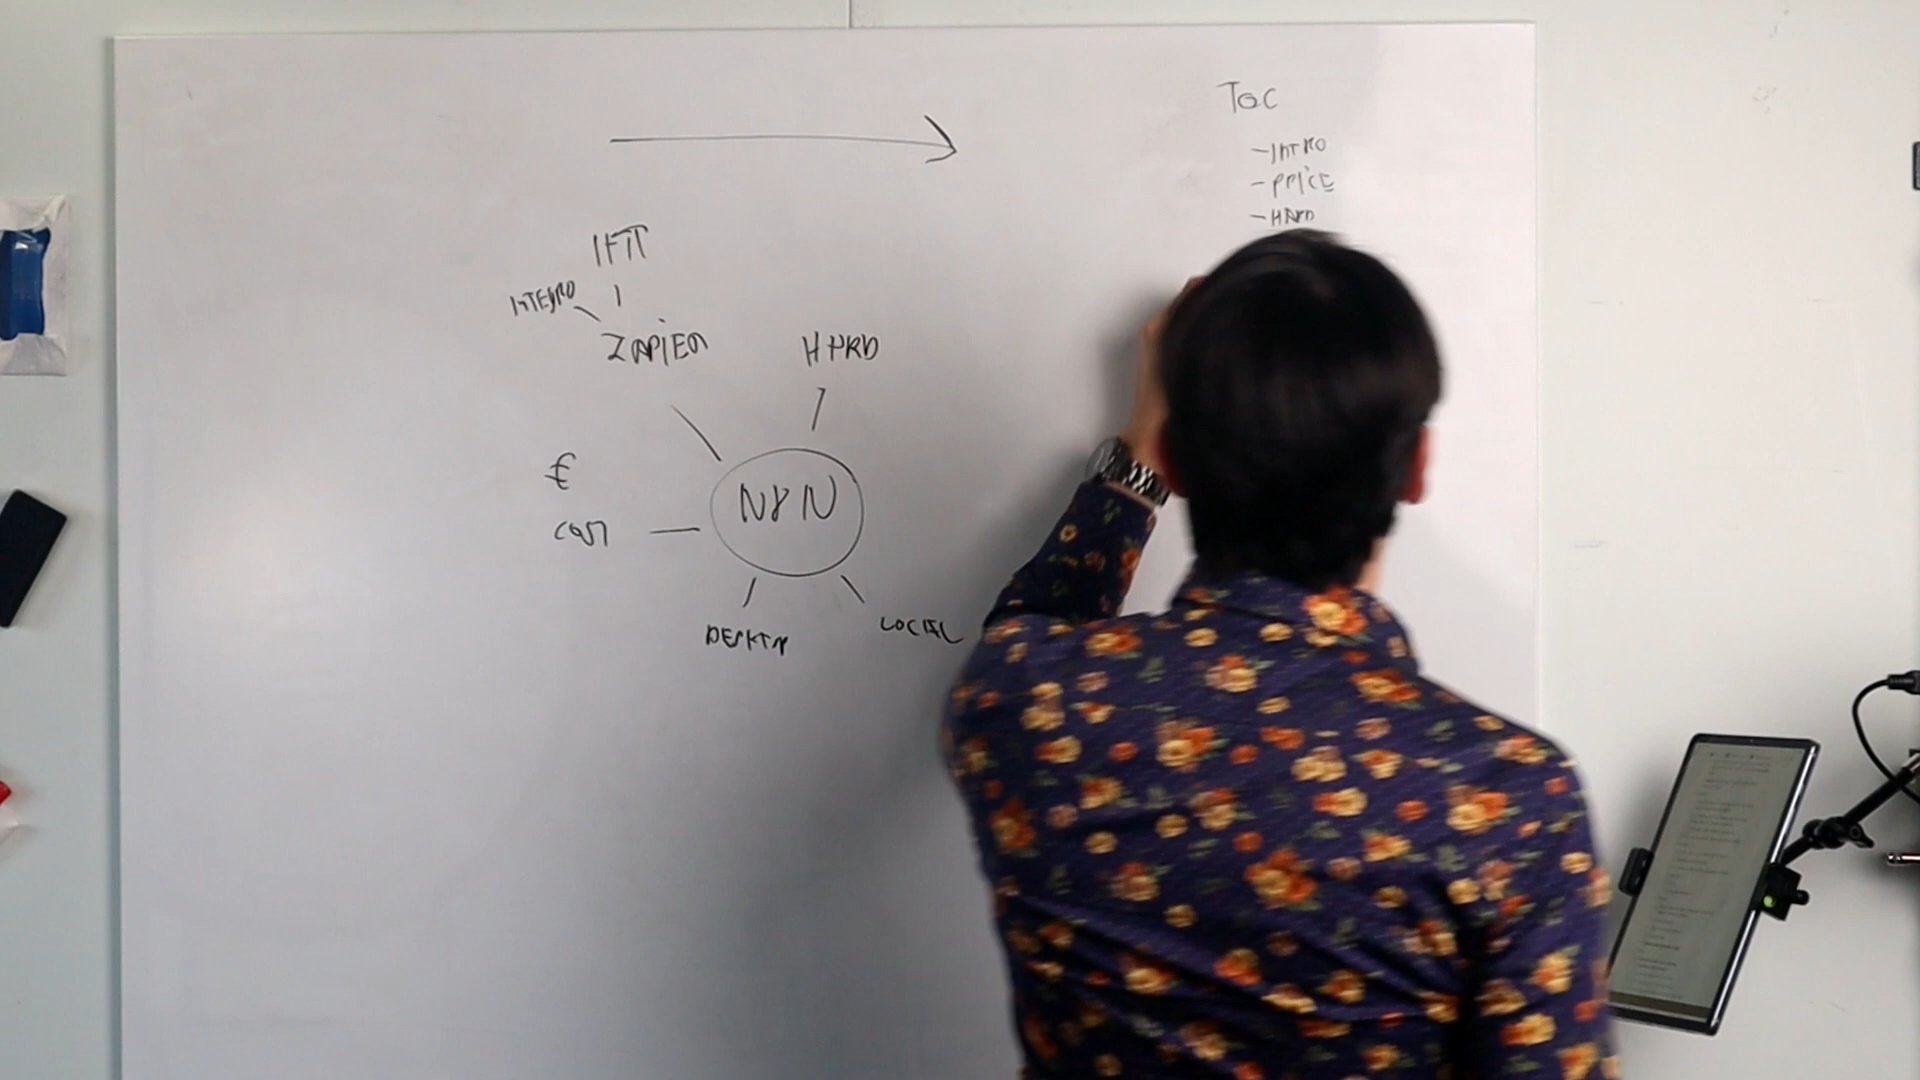 TOC
- INTRO
- PRICE
- HARD
IFTT
INTEGRO
ZAPIER
HARD
€
COST
N8N
DESKTOP
LOCAL